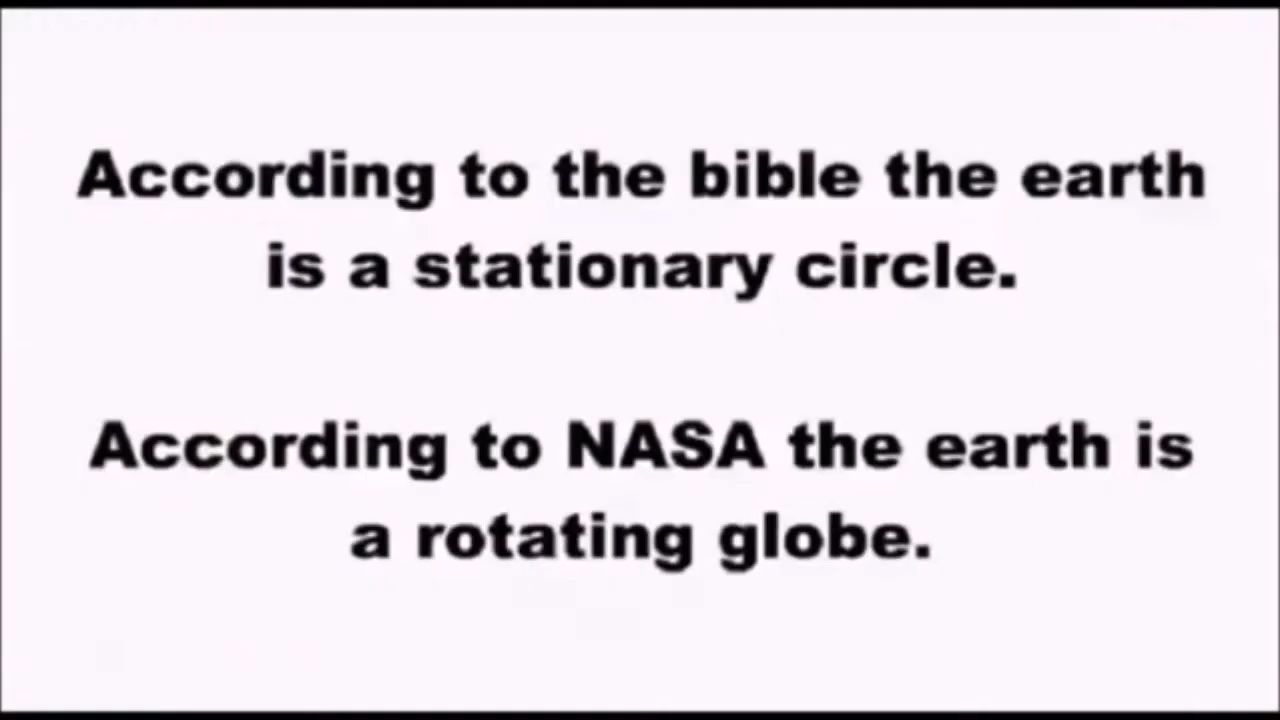 According to the bible the earth
is a stationary circle.
According to NASA the earth is
a rotating globe.